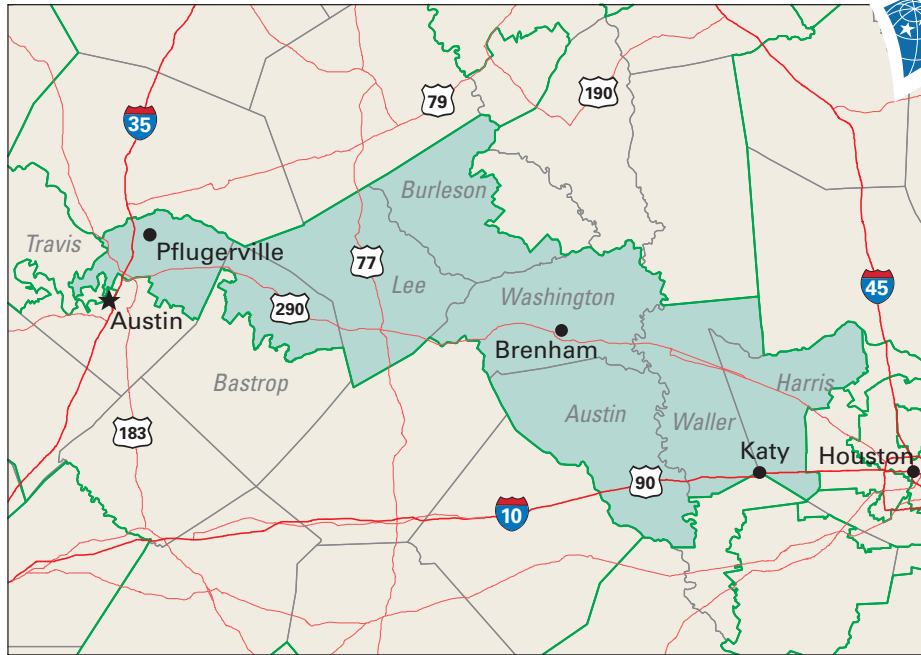 79
190
35
Burleson
Travis
Pflugerville
77
Lee
290
Washington
45
Austin
Brenham
Bastrop
Harris
Austin
Waller
183
Katy
Houston
90
10